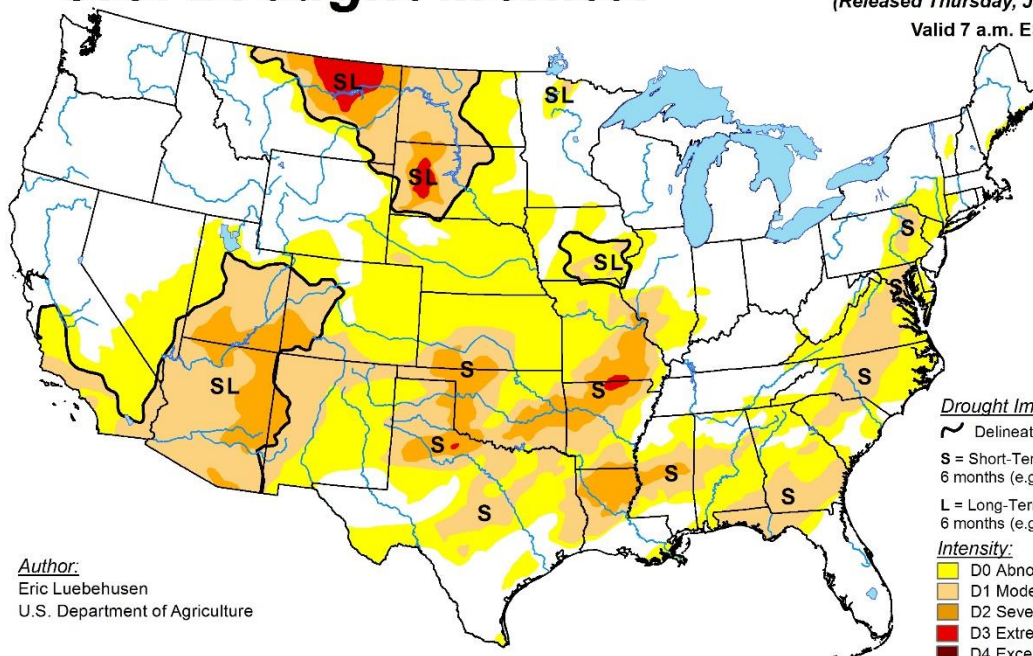 (Released Thursday, J
Valid 7 a.m. E
SL
SL
SL
S
S
SL
S
SL
S
S
S
S
S
S
Drought Im
Delineat
S = Short-Ter
6 months (e.g
L = Long-Ter
6 months (e.g
Intensity:
D0 Abno
D1 Mode
D2 Seve
D3 Extre
D4 Exce
Author:
Eric Luebehusen
U.S. Department of Agriculture